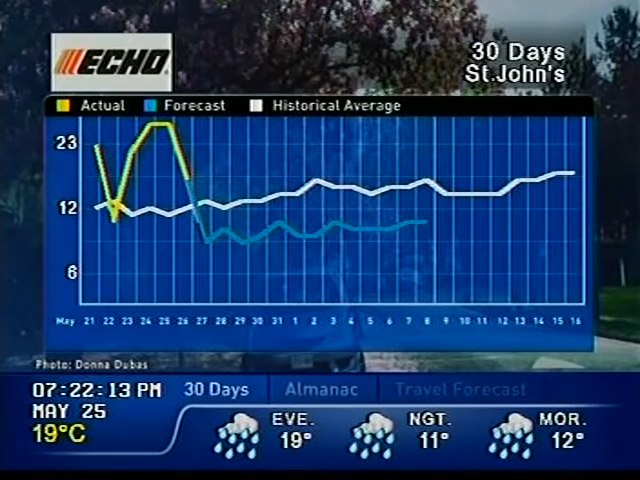 ECHO
30 Days
St.John's
Actual Forecast Historical Average
23
12
6
May 21 22 23 24 25 26 27 28 29 30 31 1 2 3 4 5 6 7 8 9 10 11 12 13 14 15 16
Photo: Donna Dubas
07:22:13 PM 30 Days Almanac Travel Forecast
MAY 25
19°C
EVE. 19°
NGT. 11°
MOR. 12°